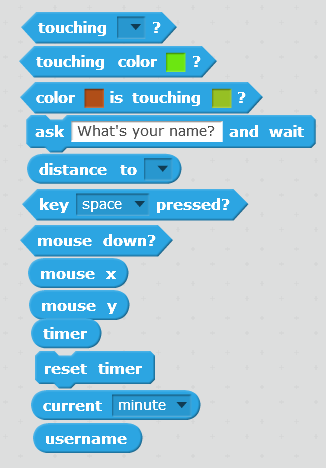 touching ?
touching color ?
color is touching ?
ask What's your name? and wait
distance to
key space pressed?
mouse down?
mouse x
mouse y
timer
reset timer
current minute
username